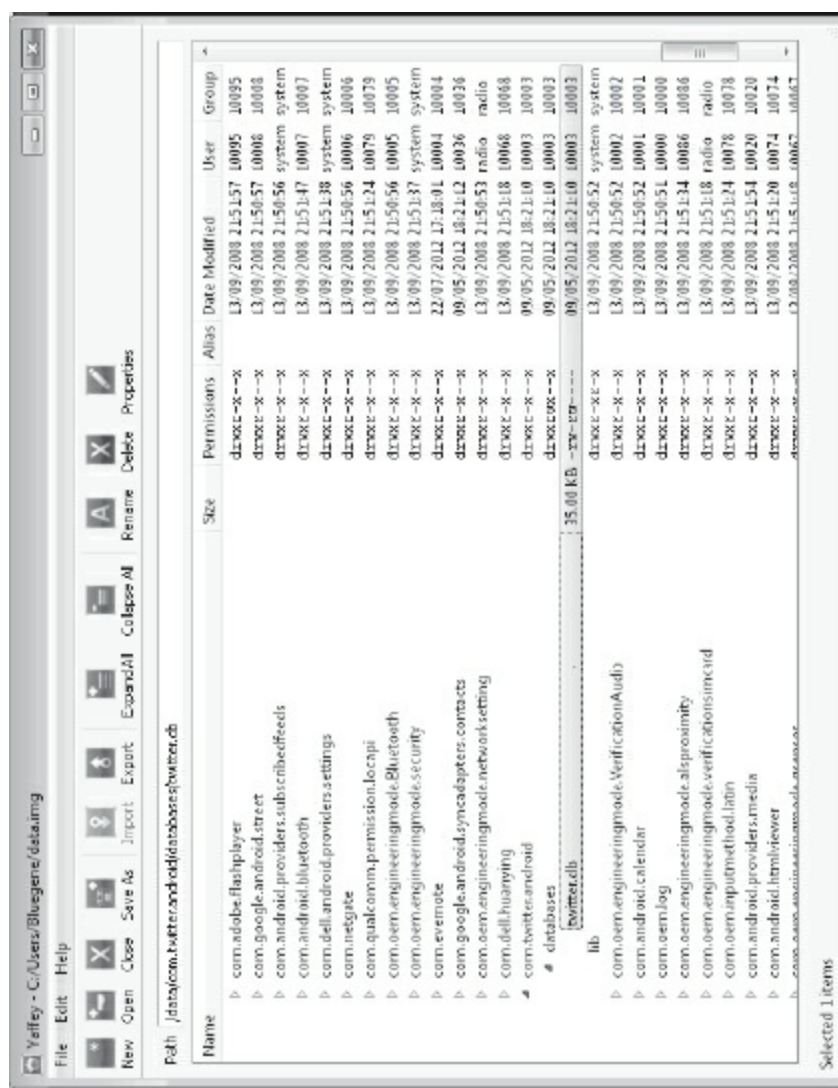 Yaffey - C:/Users/Bluegene/data.img
File Edit Help
New Open Close Save As Import Export Expand All Collapse All Rename Delete Properties
Path /data/com.twitter.android/databases/twitter.db
Name Size Permissions Alias Date Modified User Group
com.adobe.flashplayer drwxr-x--x 13/09/2008 21:51:57 10095 10095
com.google.android.street drwxr-x--x 13/09/2008 21:50:57 10008 10008
com.android.providers.subscribedfeeds drwxr-x--x 13/09/2008 21:50:56 system system
com.android.bluetooth drwxr-x--x 13/09/2008 21:51:47 10007 10007
com.dell.android.providers.settings drwxr-x--x 13/09/2008 21:51:38 system system
com.netgate drwxr-x--x 13/09/2008 21:50:56 10006 10006
com.qualcomm.permission.locapi drwxr-x--x 13/09/2008 21:51:24 10079 10079
com.oem.engineeringmode.Bluetooth drwxr-x--x 13/09/2008 21:50:56 10005 10005
com.oem.engineeringmode.security drwxr-x--x 13/09/2008 21:51:37 system system
com.evernote drwxr-x--x 22/07/2012 17:18:01 10004 10004
com.google.android.syncadapters.contacts drwxr-x--x 09/05/2012 18:21:12 10036 10036
com.oem.engineeringmode.networksetting drwxr-x--x 13/09/2008 21:50:53 radio radio
com.dell.huanying drwxr-x--x 13/09/2008 21:51:18 10068 10068
com.twitter.android drwxr-x--x 09/05/2012 18:21:10 10003 10003
databases drwxrwx--x 09/05/2012 18:21:10 10003 10003
twitter.db 35.00 KB -rw-rw---- 09/05/2012 18:21:10 10003 10003
lib drwxr-xr-x 13/09/2008 21:50:52 system system
com.oem.engineeringmode.VerificationAudio drwxr-x--x 13/09/2008 21:50:52 10002 10002
com.android.calendar drwxr-x--x 13/09/2008 21:50:52 10001 10001
com.oem.log drwxr-x--x 13/09/2008 21:50:51 10000 10000
com.oem.engineeringmode.alsproximity drwxr-x--x 13/09/2008 21:51:34 10086 10086
com.oem.engineeringmode.verificationsimcard drwxr-x--x 13/09/2008 21:51:18 radio radio
com.oem.inputmethod.latin drwxr-x--x 13/09/2008 21:51:24 10078 10078
com.android.providers.media drwxr-x--x 13/09/2008 21:51:54 10020 10020
com.android.htmlviewer drwxr-x--x 13/09/2008 21:51:20 10074 10074
13/09/2008 21:51:18 10067 10067
Selected 1 items